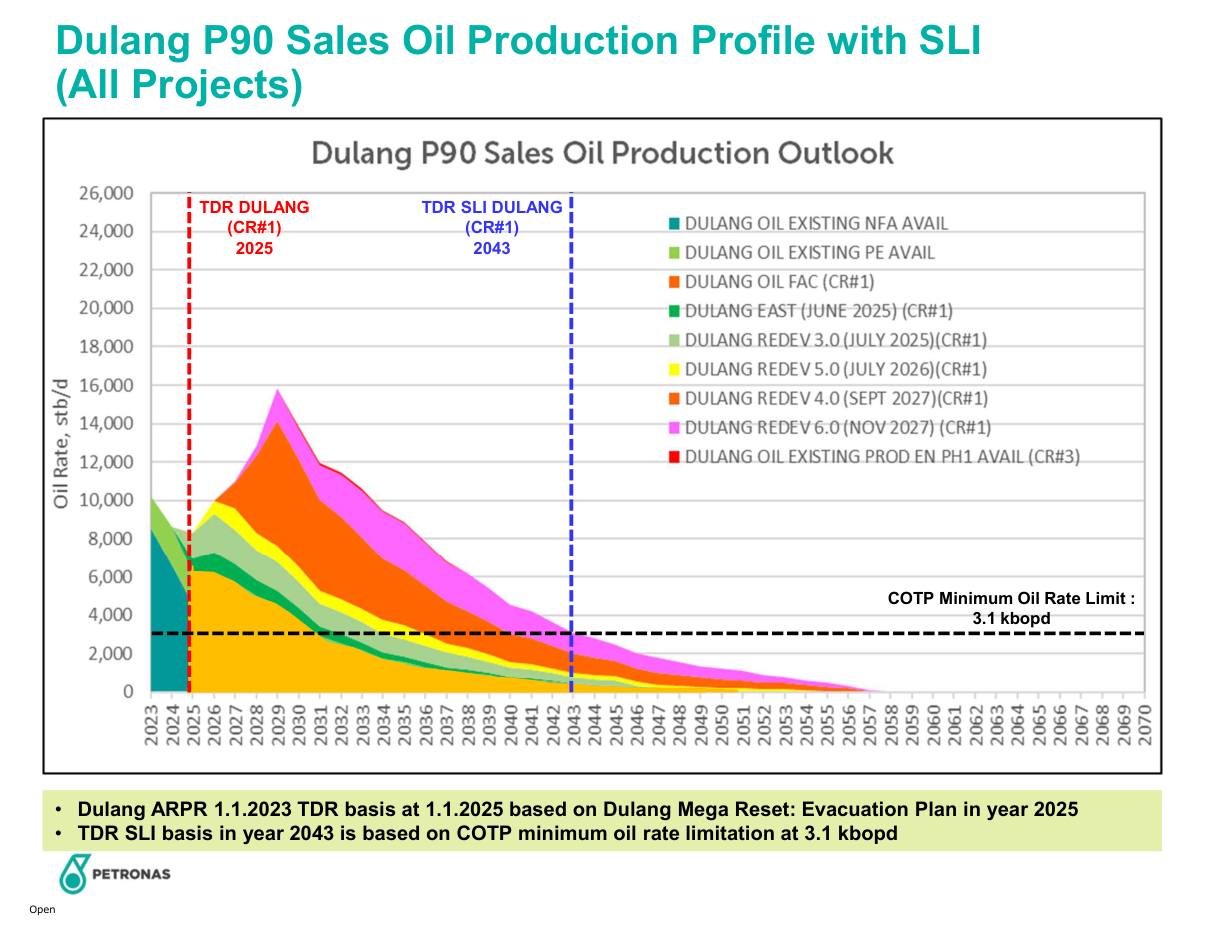 Dulang P90 Sales Oil Production Profile with SLI
(All Projects)
Dulang P90 Sales Oil Production Outlook
Oil Rate, stb/d
26,000
24,000
22,000
20,000
18,000
16,000
14,000
12,000
10,000
8,000
6,000
4,000
2,000
0
TDR DULANG
(CR#1)
2025
TDR SLI DULANG
(CR#1)
2043
DULANG OIL EXISTING NFA AVAIL
DULANG OIL EXISTING PE AVAIL
DULANG OIL FAC (CR#1)
DULANG EAST (JUNE 2025) (CR#1)
DULANG REDEV 3.0 (JULY 2025)(CR#1)
DULANG REDEV 5.0 (JULY 2026)(CR#1)
DULANG REDEV 4.0 (SEPT 2027)(CR#1)
DULANG REDEV 6.0 (NOV 2027) (CR#1)
DULANG OIL EXISTING PROD EN PH1 AVAIL (CR#3)
COTP Minimum Oil Rate Limit :
3.1 kbopd
2023 2024 2025 2026 2027 2028 2029 2030 2031 2032 2033 2034 2035 2036 2037 2038 2039 2040 2041 2042 2043 2044 2045 2046 2047 2048 2049 2050 2051 2052 2053 2054 2055 2056 2057 2058 2059 2060 2061 2062 2063 2064 2065 2066 2067 2068 2069 2070
• Dulang ARPR 1.1.2023 TDR basis at 1.1.2025 based on Dulang Mega Reset: Evacuation Plan in year 2025
• TDR SLI basis in year 2043 is based on COTP minimum oil rate limitation at 3.1 kbopd
PETRONAS
Open